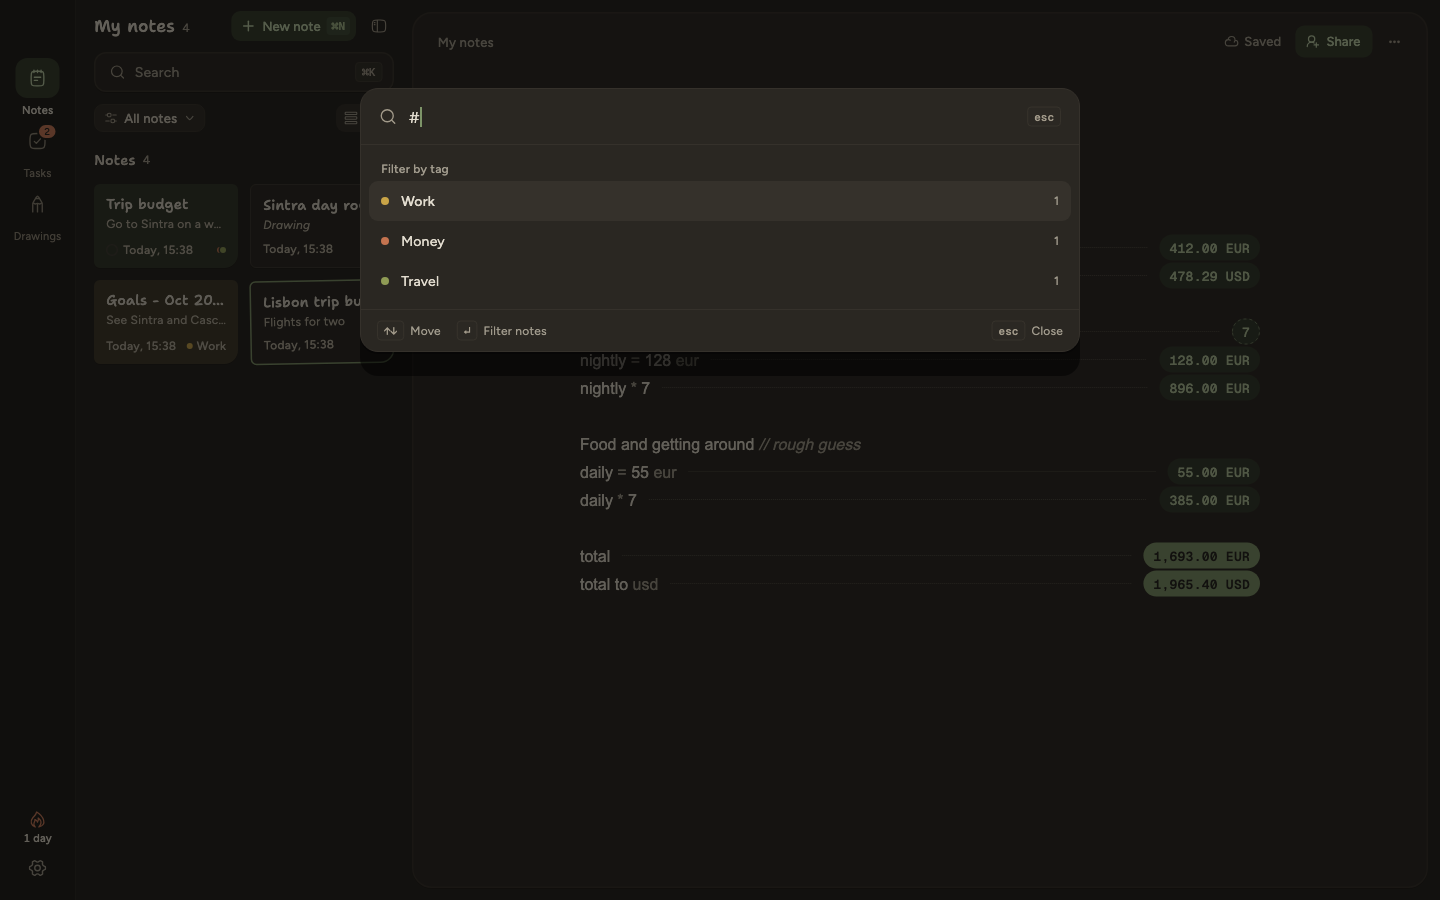 My notes 4
New note ⌘N
Search ⌘K
All notes
Notes 4
Trip budget
Go to Sintra on a w...
Today, 15:38
Sintra day ro
Drawing
Today, 15:38
Goals - Oct 20...
See Sintra and Casc...
Today, 15:38 Work
Lisbon trip bu
Flights for two
Today, 15:38
Notes
2
Tasks
Drawings
1 day
My notes
Saved
Share
#
esc
Filter by tag
Work 1
Money 1
Travel 1
Move
Filter notes
esc Close
412.00 EUR
478.29 USD
7
nightly = 128 eur 128.00 EUR
nightly * 7 896.00 EUR
Food and getting around // rough guess
daily = 55 eur 55.00 EUR
daily * 7 385.00 EUR
total 1,693.00 EUR
total to usd 1,965.40 USD